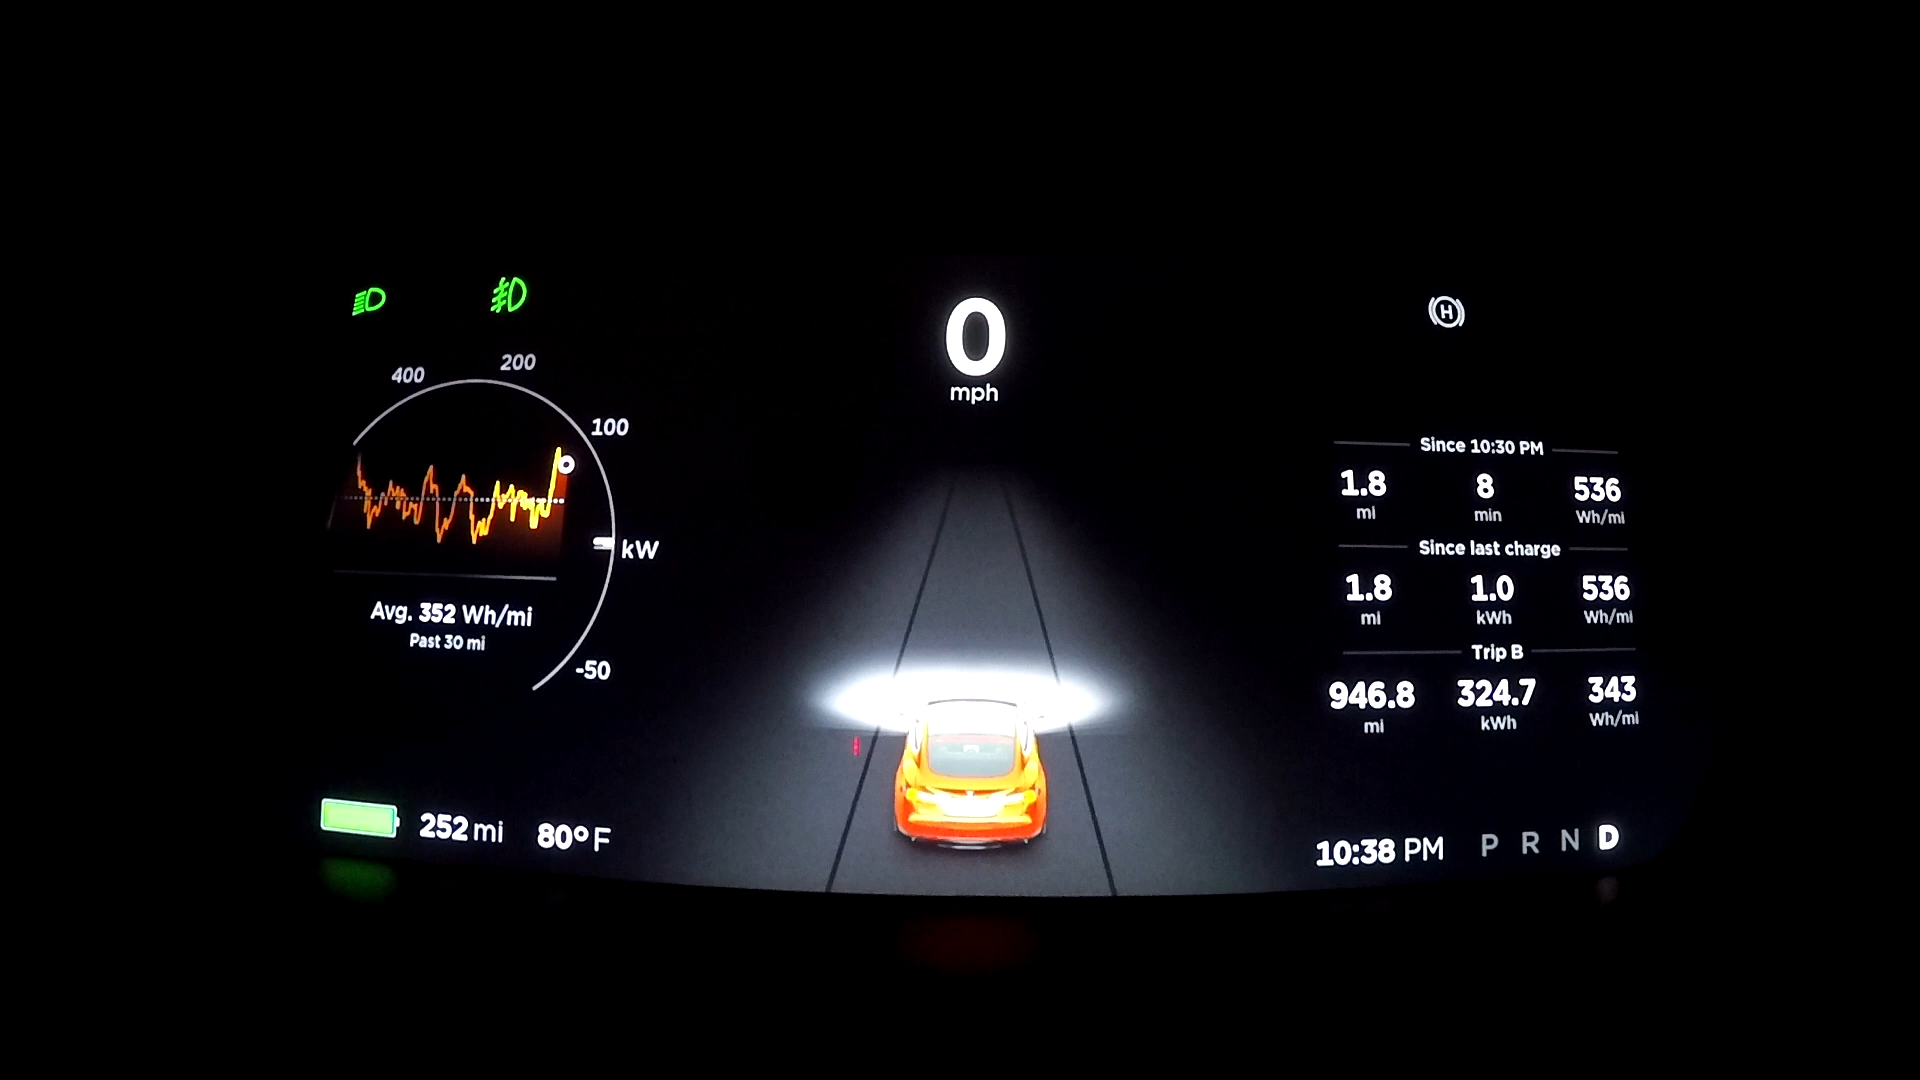 0
mph
H
400
200
100
kW
-50
Avg. 352 Wh/mi
Past 30 mi
252 mi 80°F
Since 10:30 PM
1.8 8 536
mi min Wh/mi
Since last charge
1.8 1.0 536
mi kWh Wh/mi
Trip B
946.8 324.7 343
mi kWh Wh/mi
10:38 PM P R N D